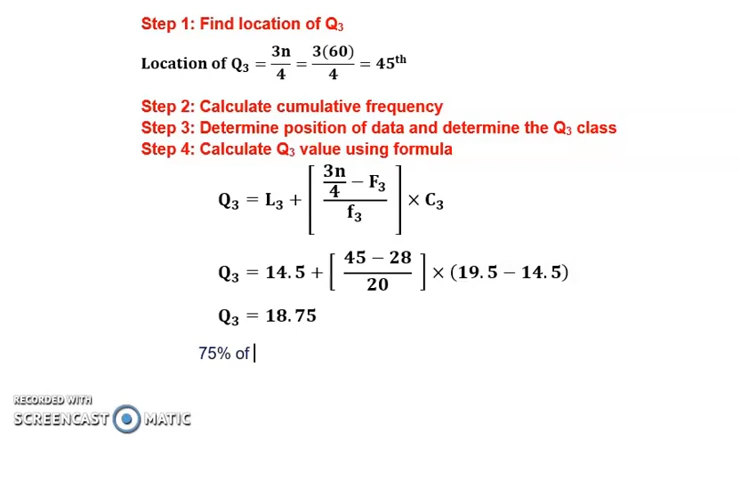 Step 1: Find location of Q₃
Location of Q₃ = 3n/4 = 3(60)/4 = 45ᵗʰ
Step 2: Calculate cumulative frequency
Step 3: Determine position of data and determine the Q₃ class
Step 4: Calculate Q₃ value using formula
Q₃ = L₃ + [ (3n/4 − F₃) / f₃ ] × C₃
Q₃ = 14.5 + [ (45 − 28) / 20 ] × (19.5 − 14.5)
Q₃ = 18.75
75% of
RECORDED WITH
SCREENCAST MATIC